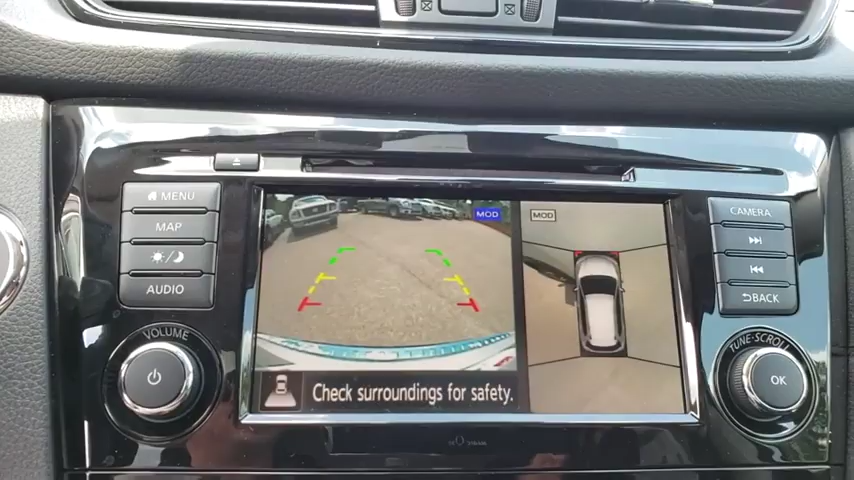 MENU
MAP
AUDIO
VOLUME
MOD
MOD
Check surroundings for safety.
CAMERA
BACK
TUNE·SCROLL
OK